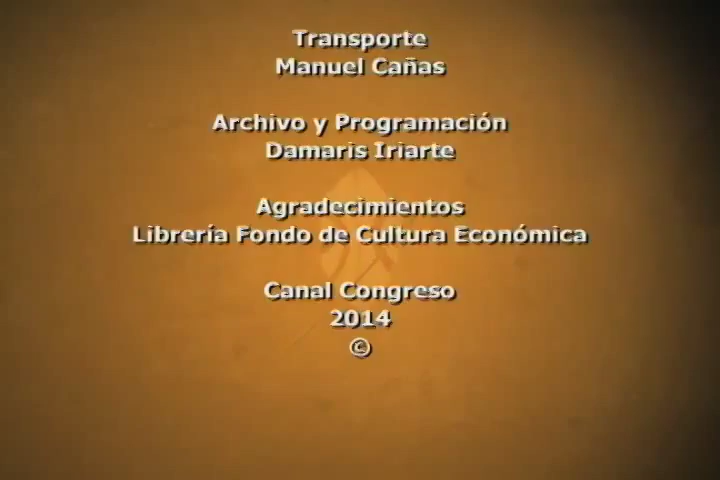 Transporte
Manuel Cañas
Archivo y Programación
Damaris Iriarte
Agradecimientos
Librería Fondo de Cultura Económica
Canal Congreso
2014
©